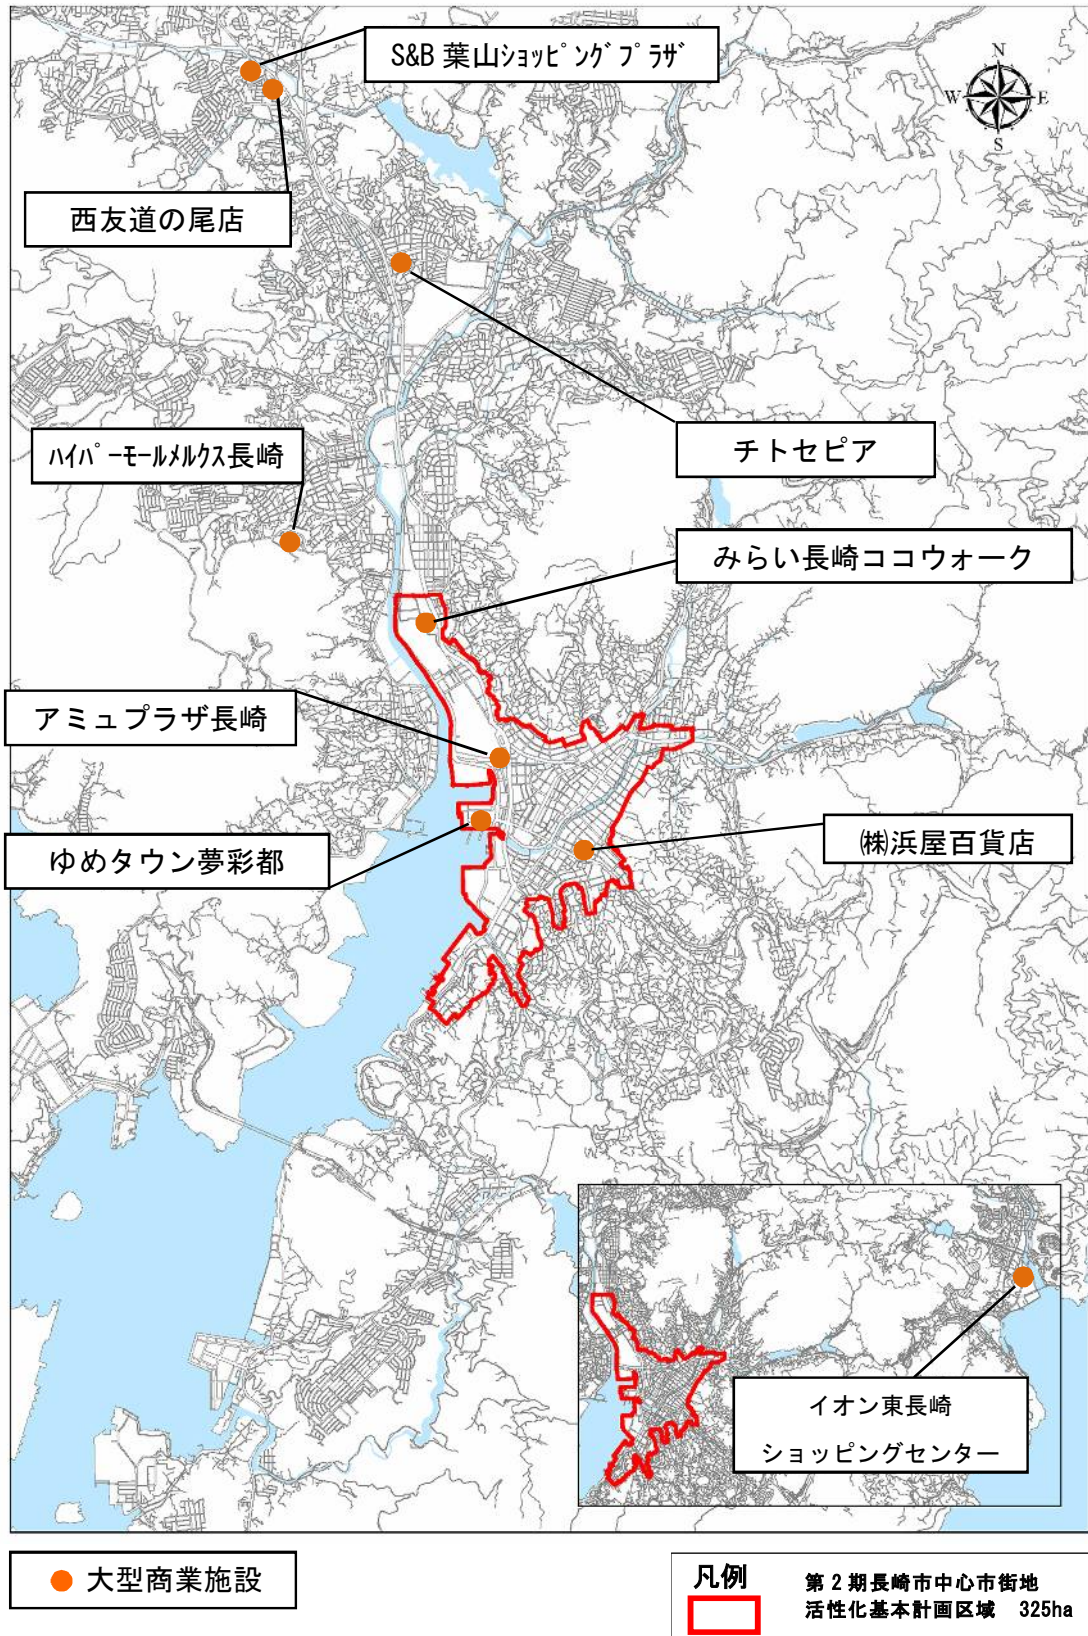 S&B 葉山ショッピングプラザ
N
W
E
S
西友道の尾店
チトセピア
ハイパーモールメルクス長崎
みらい長崎ココウォーク
アミュプラザ長崎
ゆめタウン夢彩都
㈱浜屋百貨店
イオン東長崎
ショッピングセンター
大型商業施設
凡例
第2期長崎市中心市街地
活性化基本計画区域 325ha